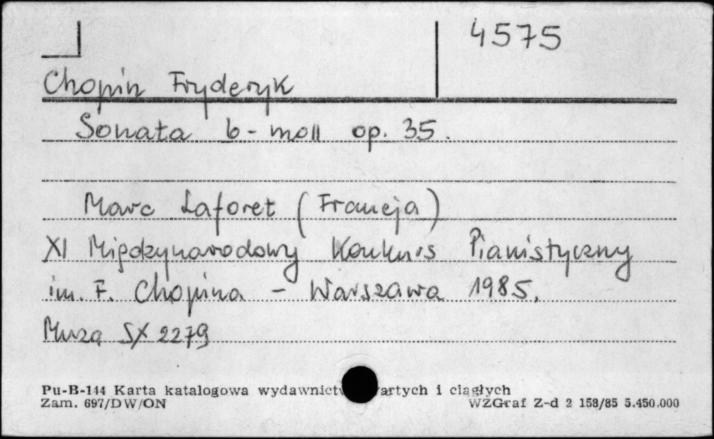 4575
Chopin Fryderyk
Sonata b-moll op. 35.
Marc Laforet (Francja)
XI Międzynarodowy Konkurs Pianistyczny
im. F. Chopina - Warszawa 1985.
Muza SX 2279
Pu-B-144 Karta katalogowa wydawnictw artych i ciągłych
Zam. 697/DW/ON WZGraf Z-d 2 158/85 5.450.000